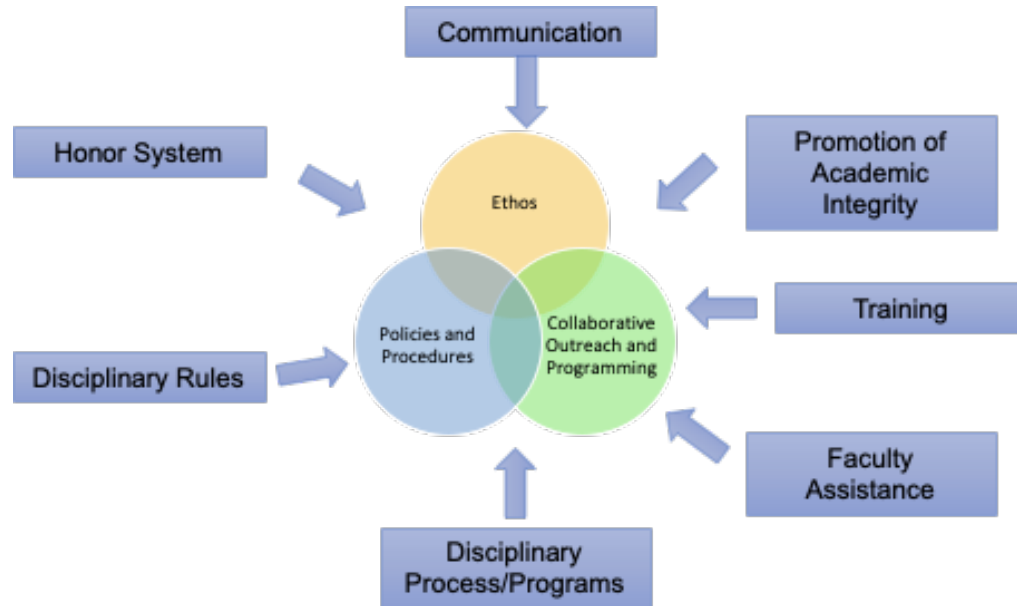 Communication
Honor System
Promotion of
Academic
Integrity
Ethos
Training
Policies and
Procedures
Collaborative
Outreach and
Programming
Disciplinary Rules
Faculty
Assistance
Disciplinary
Process/Programs